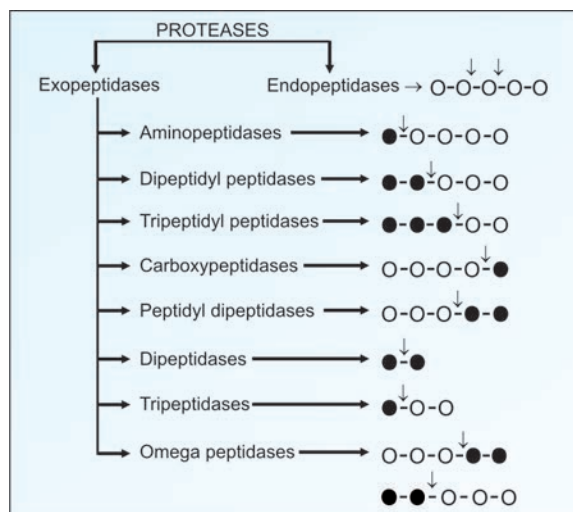 PROTEASES
Exopeptidases
Endopeptidases
Aminopeptidases
Dipeptidyl peptidases
Tripeptidyl peptidases
Carboxypeptidases
Peptidyl dipeptidases
Dipeptidases
Tripeptidases
Omega peptidases